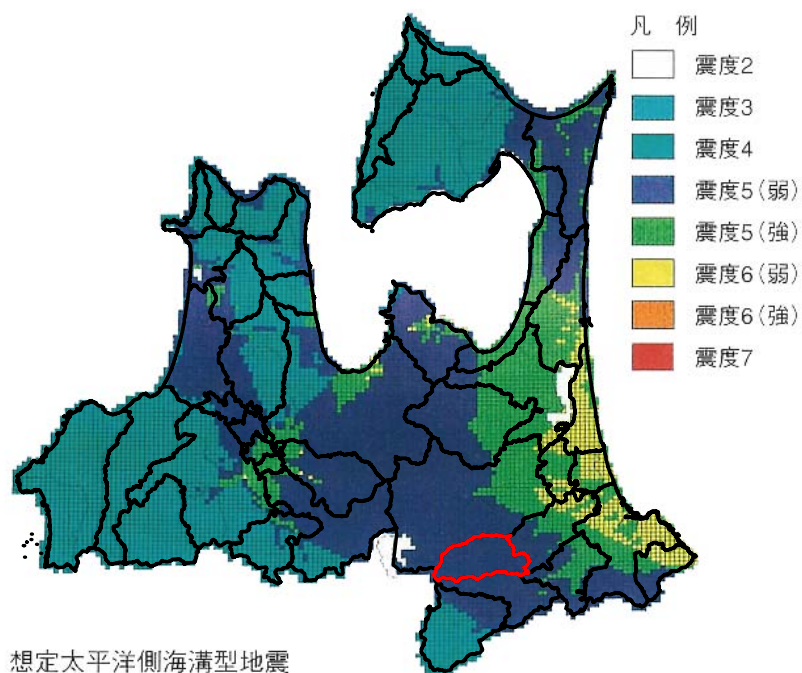 凡　例
震度2
震度3
震度4
震度5（弱）
震度5（強）
震度6（弱）
震度6（強）
震度7
想定太平洋側海溝型地震